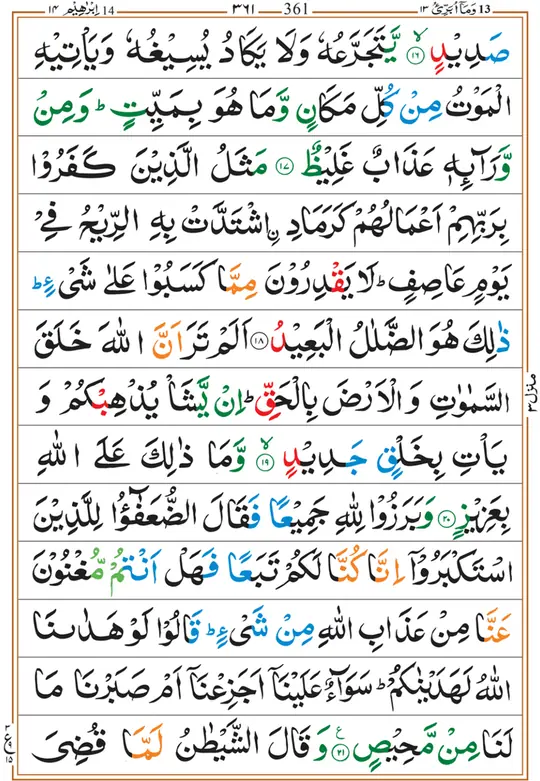 ١٤ اِبْرٰهِيْم 14 ٣٦١ 361 وَمَآ اُبَرِّئُ ١٣ 13
صَدِيْدٍ ۙ‏ ١٦ يَّتَجَرَّعُهٗ وَلَا يَكَادُ يُسِيْغُهٗ وَيَاْتِيْهِ
الْمَوْتُ مِنْ كُلِّ مَكَانٍ وَّمَا هُوَ بِمَيِّتٍ ؕ وَمِنْ
وَّرَآئِهٖ عَذَابٌ غَلِيْظٌ ١٧ مَثَلُ الَّذِيْنَ كَفَرُوْا
بِرَبِّهِمْ اَعْمَالُهُمْ كَرَمَادِ ۨاشْتَدَّتْ بِهِ الرِّيْحُ فِيْ
يَوْمٍ عَاصِفٍ ؕ لَا يَقْدِرُوْنَ مِمَّا كَسَبُوْا عَلٰى شَيْءٍ ؕ
ذٰلِكَ هُوَ الضَّلٰلُ الْبَعِيْدُ ١٨ اَلَمْ تَرَ اَنَّ اللّٰهَ خَلَقَ
السَّمٰوٰتِ وَالْاَرْضَ بِالْحَقِّ ؕ اِنْ يَّشَاْ يُذْهِبْكُمْ وَ
يَاْتِ بِخَلْقٍ جَدِيْدٍ ۙ ١٩ وَّمَا ذٰلِكَ عَلَى اللّٰهِ
بِعَزِيْزٍ ٢٠ وَبَرَزُوْا لِلّٰهِ جَمِيْعًا فَقَالَ الضُّعَفٰٓؤُا لِلَّذِيْنَ
اسْتَكْبَرُوْۤا اِنَّا كُنَّا لَكُمْ تَبَعًا فَهَلْ اَنْتُمْ مُّغْنُوْنَ
عَنَّا مِنْ عَذَابِ اللّٰهِ مِنْ شَيْءٍ ؕ قَالُوْا لَوْ هَدٰىنَا
اللّٰهُ لَهَدَيْنٰكُمْ ؕ سَوَآءٌ عَلَيْنَاۤ اَجَزِعْنَاۤ اَمْ صَبَرْنَا مَا
لَنَا مِنْ مَّحِيْصٍ ٢١ ع وَقَالَ الشَّيْطٰنُ لَمَّا قُضِيَ
منزل ٣